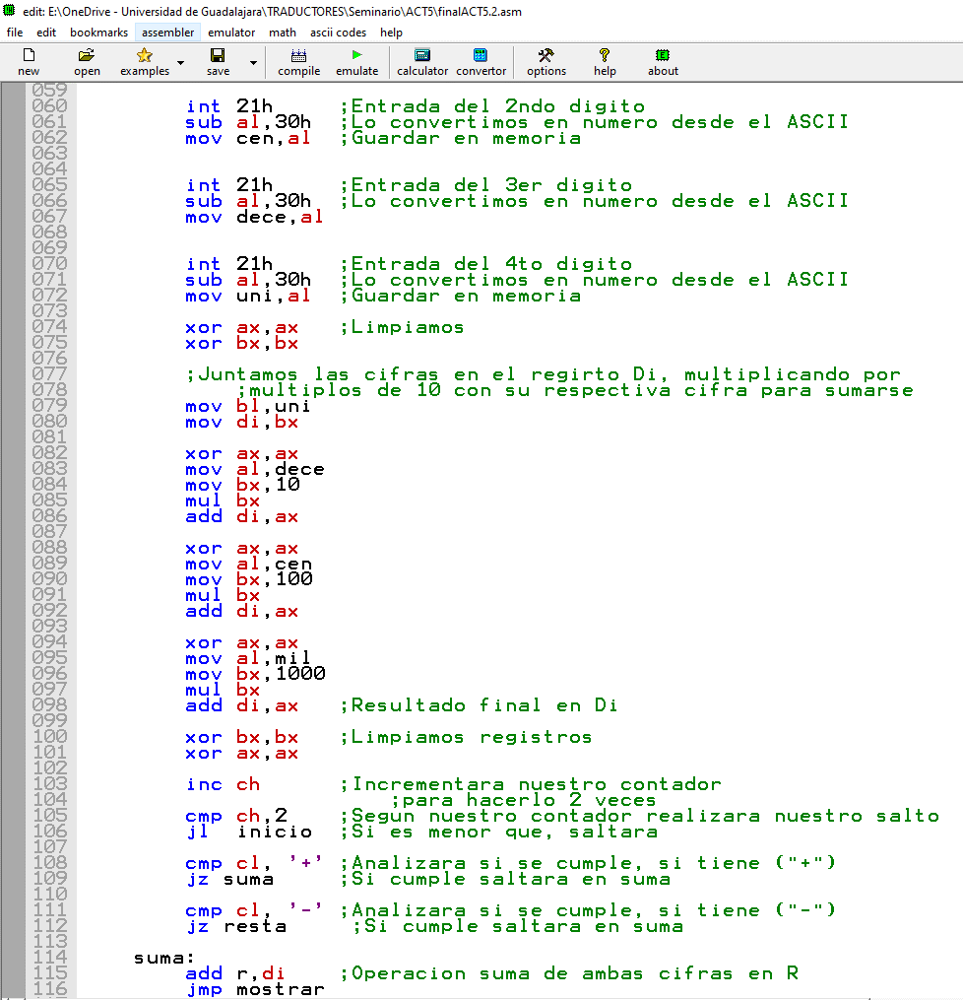 edit: E:\OneDrive - Universidad de Guadalajara\TRADUCTORES\Seminario\ACT5\finalACT5.2.asm
file edit bookmarks assembler emulator math ascii codes help
new open examples save compile emulate calculator convertor options help about
059
060 int 21h ;Entrada del 2ndo digito
061 sub al,30h ;Lo convertimos en numero desde el ASCII
062 mov cen,al ;Guardar en memoria
063
064
065 int 21h ;Entrada del 3er digito
066 sub al,30h ;Lo convertimos en numero desde el ASCII
067 mov dece,al
068
069
070 int 21h ;Entrada del 4to digito
071 sub al,30h ;Lo convertimos en numero desde el ASCII
072 mov uni,al ;Guardar en memoria
073
074 xor ax,ax ;Limpiamos
075 xor bx,bx
076
077 ;Juntamos las cifras en el regirto Di, multiplicando por
078 ;multiplos de 10 con su respectiva cifra para sumarse
079 mov bl,uni
080 mov di,bx
081
082 xor ax,ax
083 mov al,dece
084 mov bx,10
085 mul bx
086 add di,ax
087
088 xor ax,ax
089 mov al,cen
090 mov bx,100
091 mul bx
092 add di,ax
093
094 xor ax,ax
095 mov al,mil
096 mov bx,1000
097 mul bx
098 add di,ax ;Resultado final en Di
099
100 xor bx,bx ;Limpiamos registros
101 xor ax,ax
102
103 inc ch ;Incrementara nuestro contador
104 ;para hacerlo 2 veces
105 cmp ch,2 ;Segun nuestro contador realizara nuestro salto
106 jl inicio ;Si es menor que, saltara
107
108 cmp cl, '+' ;Analizara si se cumple, si tiene ("+")
109 jz suma ;Si cumple saltara en suma
110
111 cmp cl, '-' ;Analizara si se cumple, si tiene ("-")
112 jz resta ;Si cumple saltara en suma
113
114 suma:
115 add r,di ;Operacion suma de ambas cifras en R
116 jmp mostrar